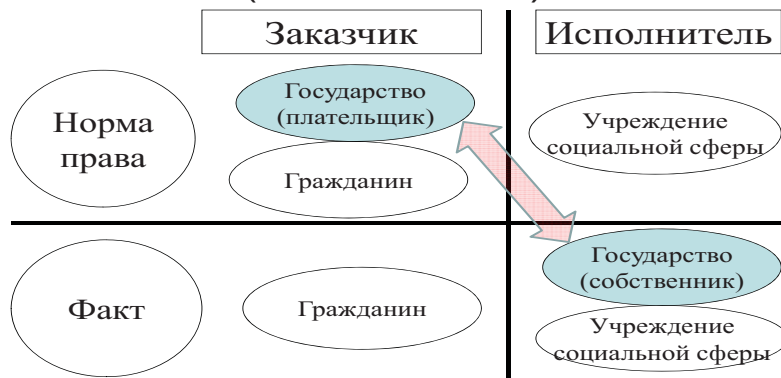 Заказчик
Исполнитель
Норма
права
Государство
(плательщик)
Гражданин
Учреждение
социальной сферы
Факт
Гражданин
Государство
(собственник)
Учреждение
социальной сферы